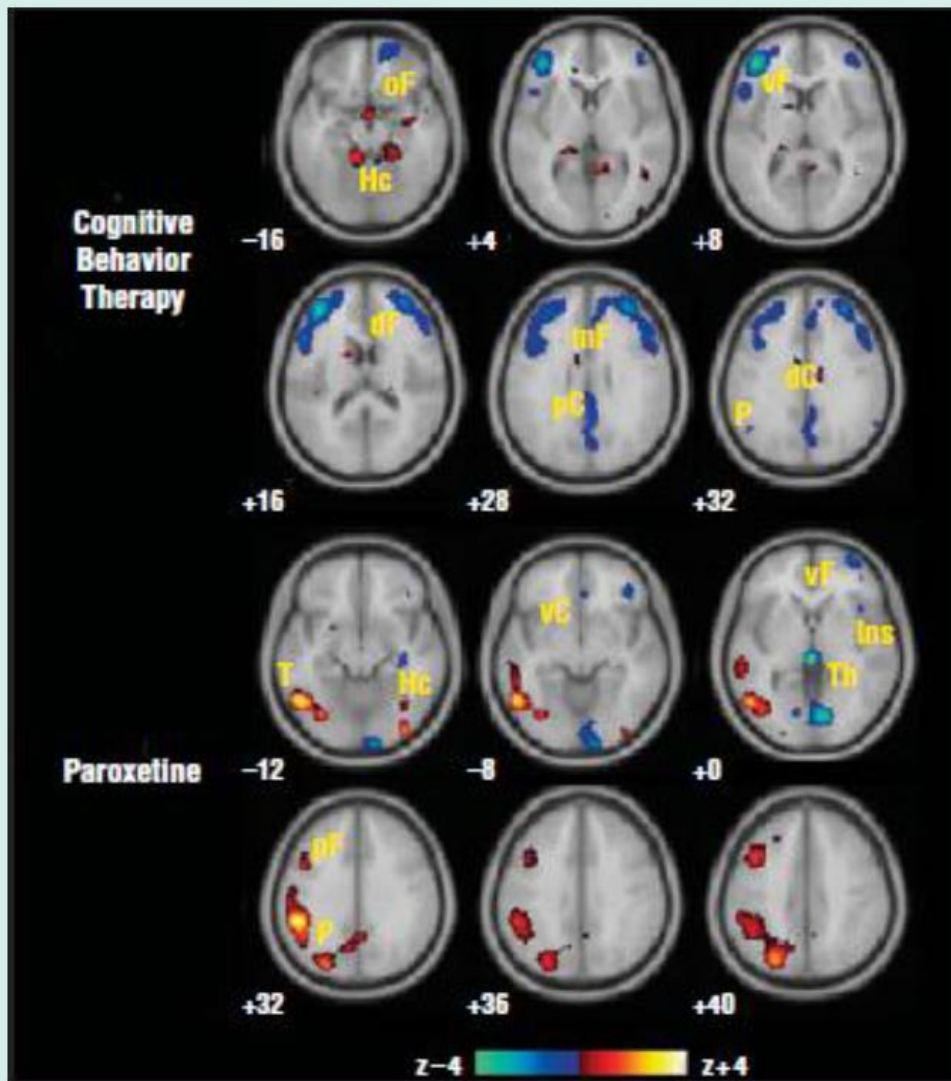 oF
vF
Hc
−16
+4
+8
Cognitive
Behavior
Therapy
dF
mF
dC
pC
P
+16
+28
+32
vF
vC
Ins
T
Hc
Th
Paroxetine
−12
−8
+0
pF
P
+32
+36
+40
z−4
z+4